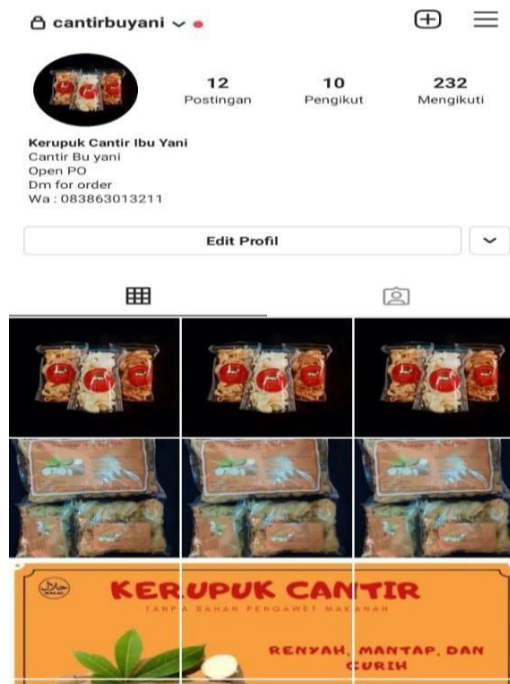 cantirbuyani
12 10 232
Postingan Pengikut Mengikuti
Kerupuk Cantir Ibu Yani
Cantir Bu yani
Open PO
Dm for order
Wa : 083863013211
Edit Profil
KERUPUK CANTIR
TANPA BAHAN PENGAWET MAKANAN
RENYAH, MANTAP, DAN
GURIH